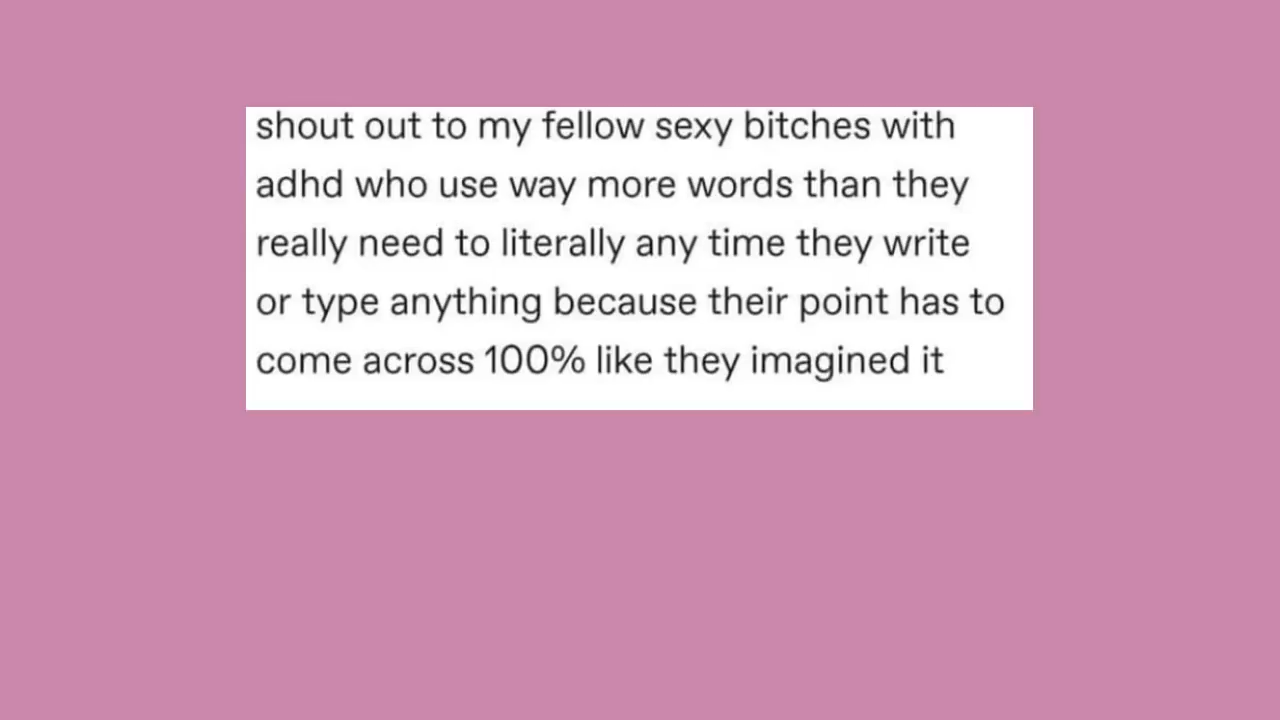 shout out to my fellow sexy bitches with
adhd who use way more words than they
really need to literally any time they write
or type anything because their point has to
come across 100% like they imagined it